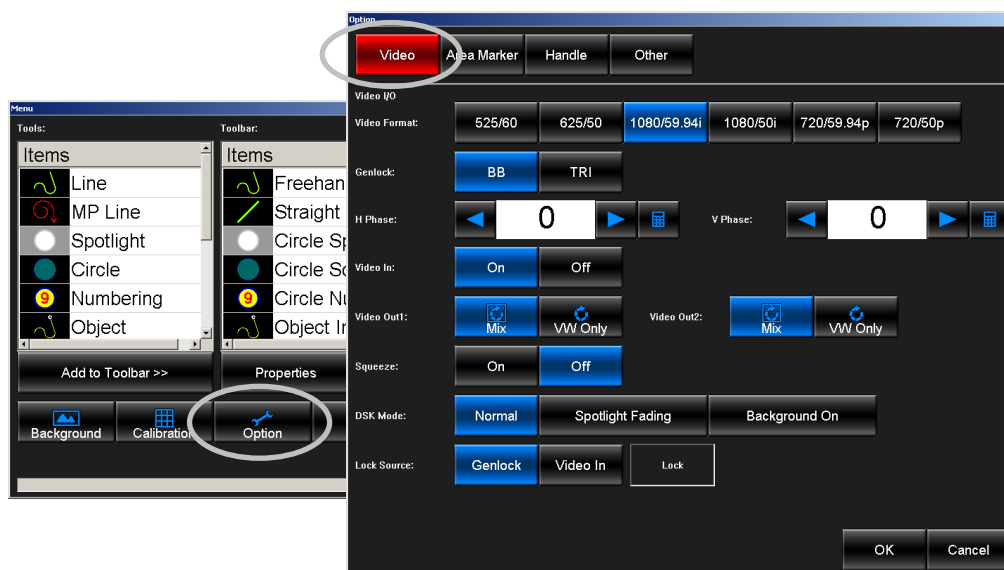 Option
Video
Area Marker
Handle
Other
Video I/O
Video Format:
525/60
625/50
1080/59.94i
1080/50i
720/59.94p
720/50p
Genlock:
BB
TRI
H Phase:
0
V Phase:
0
Video In:
On
Off
Video Out1:
Mix
VW Only
Video Out2:
Mix
VW Only
Squeeze:
On
Off
DSK Mode:
Normal
Spotlight Fading
Background On
Lock Source:
Genlock
Video In
Lock
OK
Cancel
Menu
Tools:
Items
Line
MP Line
Spotlight
Circle
9
Numbering
Object
Add to Toolbar >>
Toolbar:
Items
Freehan
Straight
Circle Sp
Circle So
9
Circle Nu
Object In
Properties
Background
Calibration
Option